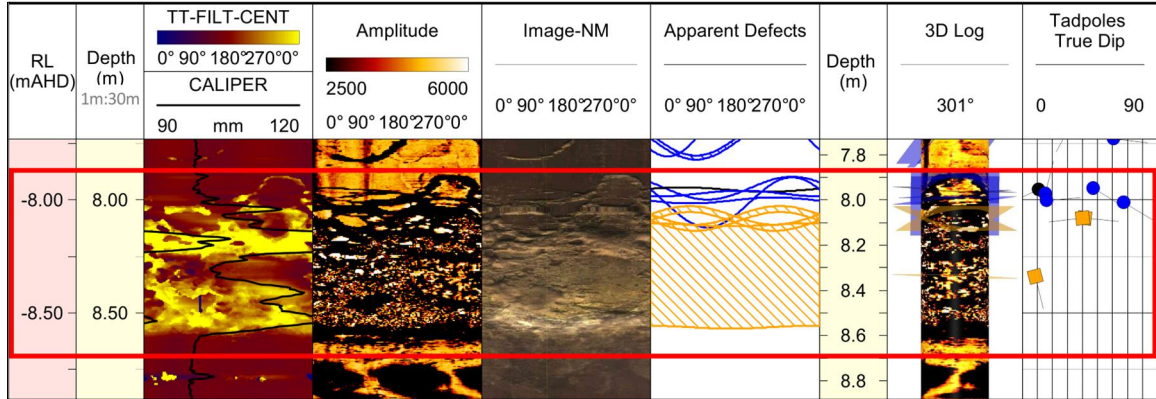 RL
(mAHD)
Depth
(m)
1m:30m
TT-FILT-CENT
0° 90° 180°270°0°
CALIPER
90 mm 120
Amplitude
2500 6000
0° 90° 180°270°0°
Image-NM
0° 90° 180°270°0°
Apparent Defects
0° 90° 180°270°0°
Depth
(m)
3D Log
301°
Tadpoles
True Dip
0 90
-8.00
-8.50
8.00
8.50
7.8
8.0
8.2
8.4
8.6
8.8